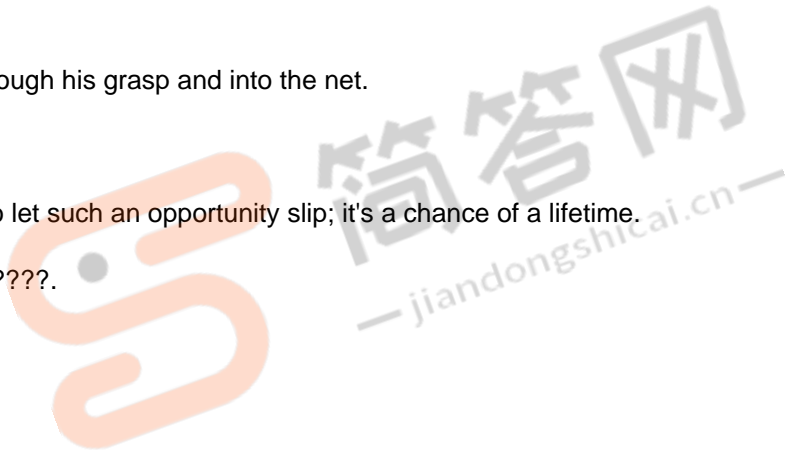 ough his grasp and into the net.
简答网
let such an opportunity slip; it's a chance of a lifetime.
jiandongshicai.cn
????.